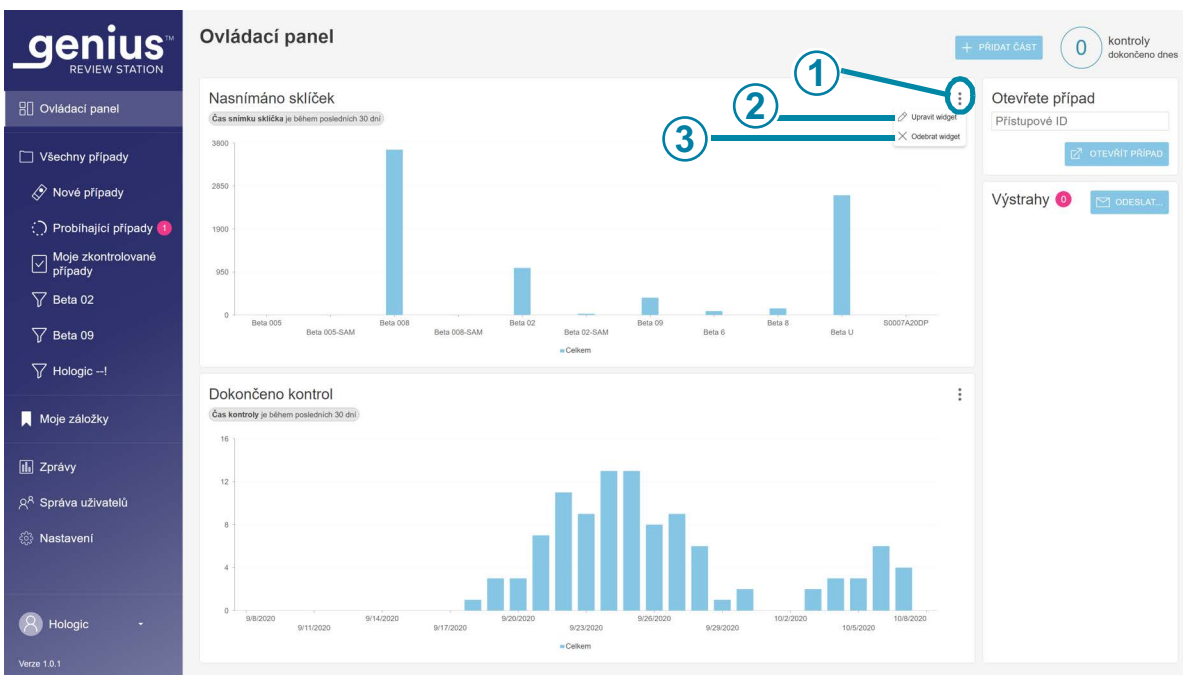 genius™
REVIEW STATION
Ovládací panel
Všechny případy
Nové případy
Probíhající případy 1
Moje zkontrolované
případy
Beta 02
Beta 09
Hologic --!
Moje záložky
Zprávy
Správa uživatelů
Nastavení
Hologic
Verze 1.0.1
Ovládací panel
+ PŘIDAT ČÁST
0
kontroly
dokončeno dnes
1
2
3
Nasnímáno sklíček
Čas snímku sklíčka je během posledních 30 dní
Upravit widget
Odebrat widget
3800
2850
1900
950
0
Beta 005
Beta 005-SAM
Beta 008
Beta 008-SAM
Beta 02
Beta 02-SAM
Beta 09
Beta 6
Beta 8
Beta U
S0007A20DP
Celkem
Dokončeno kontrol
Čas kontroly je během posledních 30 dní
16
12
8
4
0
9/8/2020
9/11/2020
9/14/2020
9/17/2020
9/20/2020
9/23/2020
9/26/2020
9/29/2020
10/2/2020
10/5/2020
10/8/2020
Celkem
Otevřete případ
Přístupové ID
OTEVŘÍT PŘÍPAD
Výstrahy 0
ODESLAT...